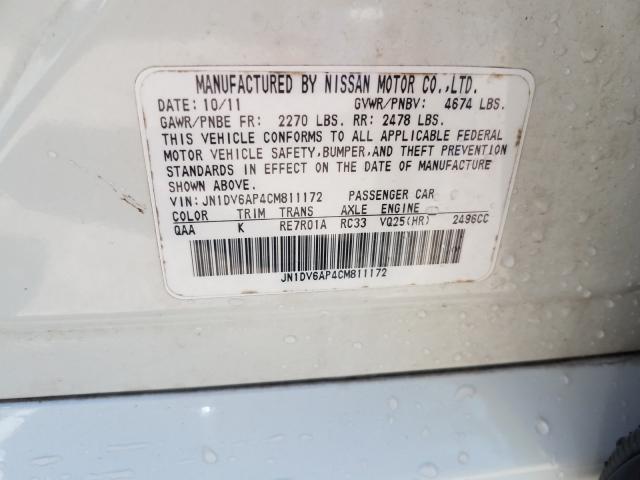 MANUFACTURED BY NISSAN MOTOR CO.,LTD.
DATE: 10/11 GVWR/PNBV: 4674 LBS.
GAWR/PNBE FR: 2270 LBS. RR: 2478 LBS.
THIS VEHICLE CONFORMS TO ALL APPLICABLE FEDERAL
MOTOR VEHICLE SAFETY,BUMPER,AND THEFT PREVENTION
STANDARDS IN EFFECT ON THE DATE OF MANUFACTURE
SHOWN ABOVE.
VIN: JN1DV6AP4CM811172 PASSENGER CAR
COLOR TRIM TRANS AXLE ENGINE
QAA K RE7R01A RC33 VQ25(HR) 2496CC
JN1DV6AP4CM811172